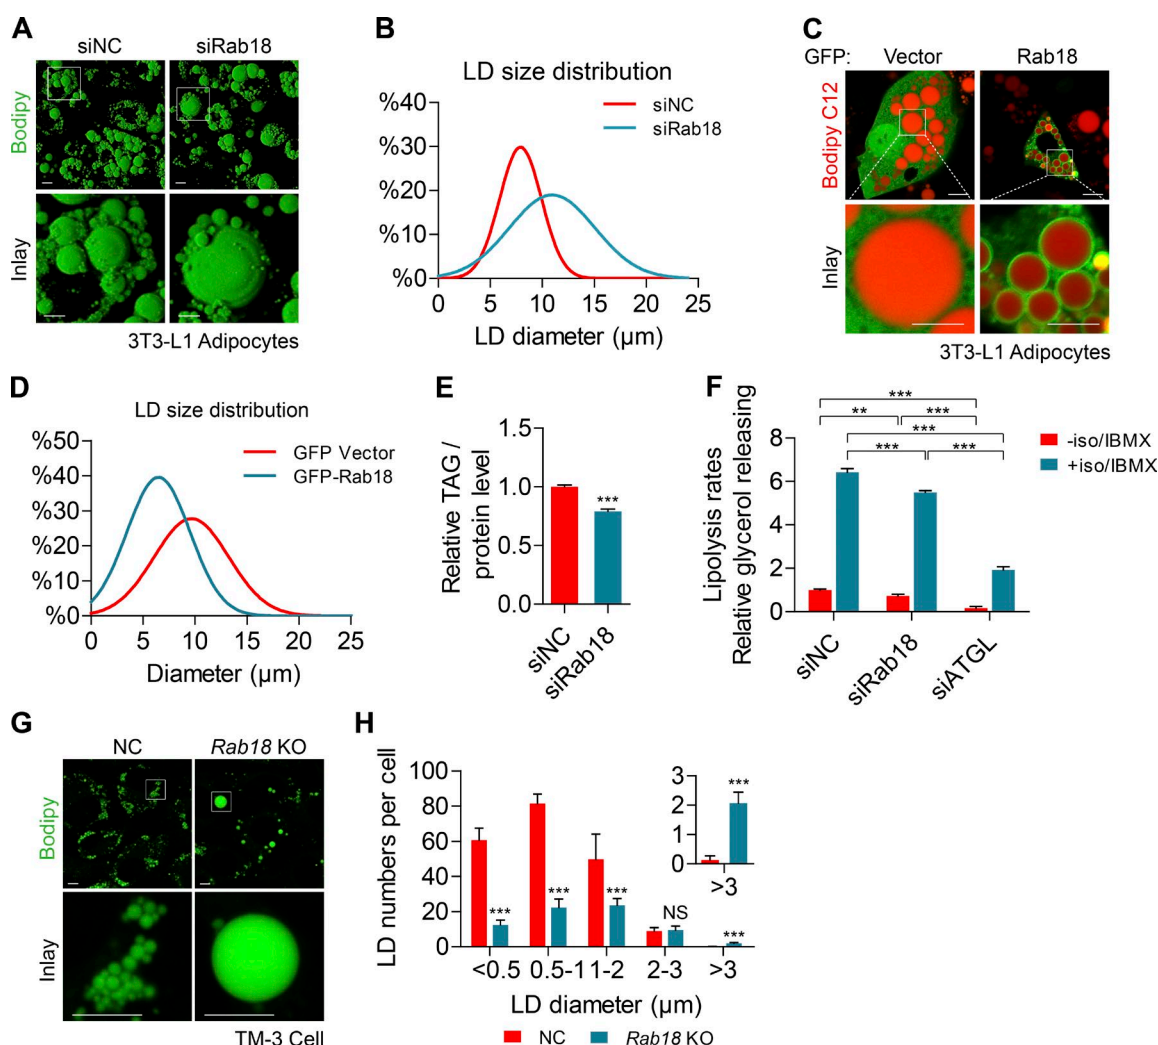 A
siNC siRab18
Bodipy
Inlay
3T3-L1 Adipocytes
B
LD size distribution
siNC
siRab18
%40
%30
%20
%10
%0
0 5 10 15 20 25
LD diameter (µm)
C
GFP: Vector Rab18
Bodipy C12
Inlay
3T3-L1 Adipocytes
D
LD size distribution
GFP Vector
GFP-Rab18
%50
%40
%30
%20
%10
%0
0 5 10 15 20 25
Diameter (µm)
E
Relative TAG /
protein level
1.5
1.0
0.5
0.0
***
siNC
siRab18
F
***
** ***
***
*** ***
-iso/IBMX
+iso/IBMX
Lipolysis rates
Relative glycerol releasing
8
6
4
2
0
siNC
siRab18
siATGL
G
NC Rab18 KO
Bodipy
Inlay
TM-3 Cell
H
LD numbers per cell
100
80
60
40
20
0
*** *** *** NS ***
3
2
1
0
***
>3
<0.5 0.5-1 1-2 2-3 >3
LD diameter (µm)
NC Rab18 KO